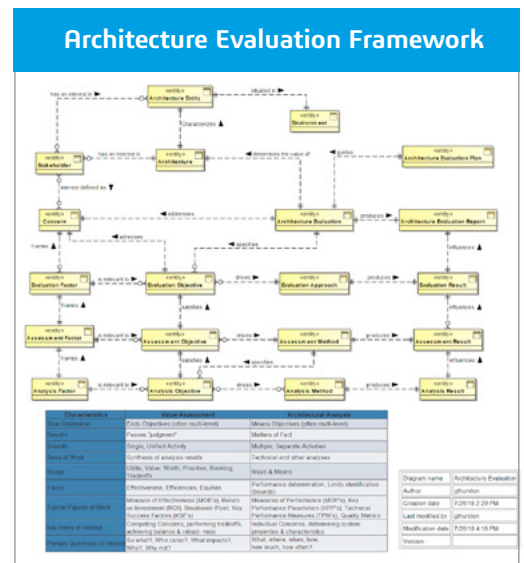 Architecture Evaluation Framework
has an interest in
situated in
«entity»
Architecture Entity
«entity»
Environment
Characterizes
«entity»
Stakeholder
has an interest in
«entity»
Architecture
determines the value of
guides
«entity»
Architecture Evaluation Plan
interest defined as
«entity»
Concern
addresses
«entity»
Architecture Evaluation
produces
«entity»
Architecture Evaluation Report
frames
specifies
influences
«entity»
Evaluation Factor
is relevant to
«entity»
Evaluation Objective
drives
«entity»
Evaluation Approach
produces
«entity»
Evaluation Result
frames
satisfies
influences
«entity»
Assessment Factor
is relevant to
«entity»
Assessment Objective
drives
«entity»
Assessment Method
produces
«entity»
Assessment Result
frames
satisfies
specifies
influences
«entity»
Analysis Factor
is relevant to
«entity»
Analysis Objective
drives
«entity»
Analysis Method
produces
«entity»
Analysis Result
Characteristics Value Assessment Architectural Analysis
Goal Orientation Ends Objectives (often multi-level) Means Objectives (often multi-level)
Results Passes "judgment" Matters of Fact
Breadth Single, Unified Activity Multiple, Separate Activities
Basis of Work Synthesis of analysis results Technical and other analyses
Scope Utility, Value, Worth, Priorities, Ranking, Tradeoffs Ways & Means
Focus Effectiveness, Efficiencies, Equities Performance determination, Limits identification (bounds)
Typical Figures of Merit Measure of Effectiveness (MOE's), Return on Investment (ROI), Breakeven Point, Key Success Factors (KSF's) Measures of Performance (MOP's), Key Performance Parameters (KPP's), Technical Performance Measures (TPM's), Quality Metrics
Key Items of Interest Competing Concerns, performing tradeoffs, achieving balance & robust-ness Individual Concerns, determining system properties & characteristics
Primary Questions of Interest So what?, Who cares?, What impacts?, Why?, Why not? What, where, when, how, how much, how often?
Diagram name Architecture Evaluation
Author gthurston
Creation date 7/26/18 2:29 PM
Last modified by gthurston
Modification date 7/26/18 4:18 PM
Version